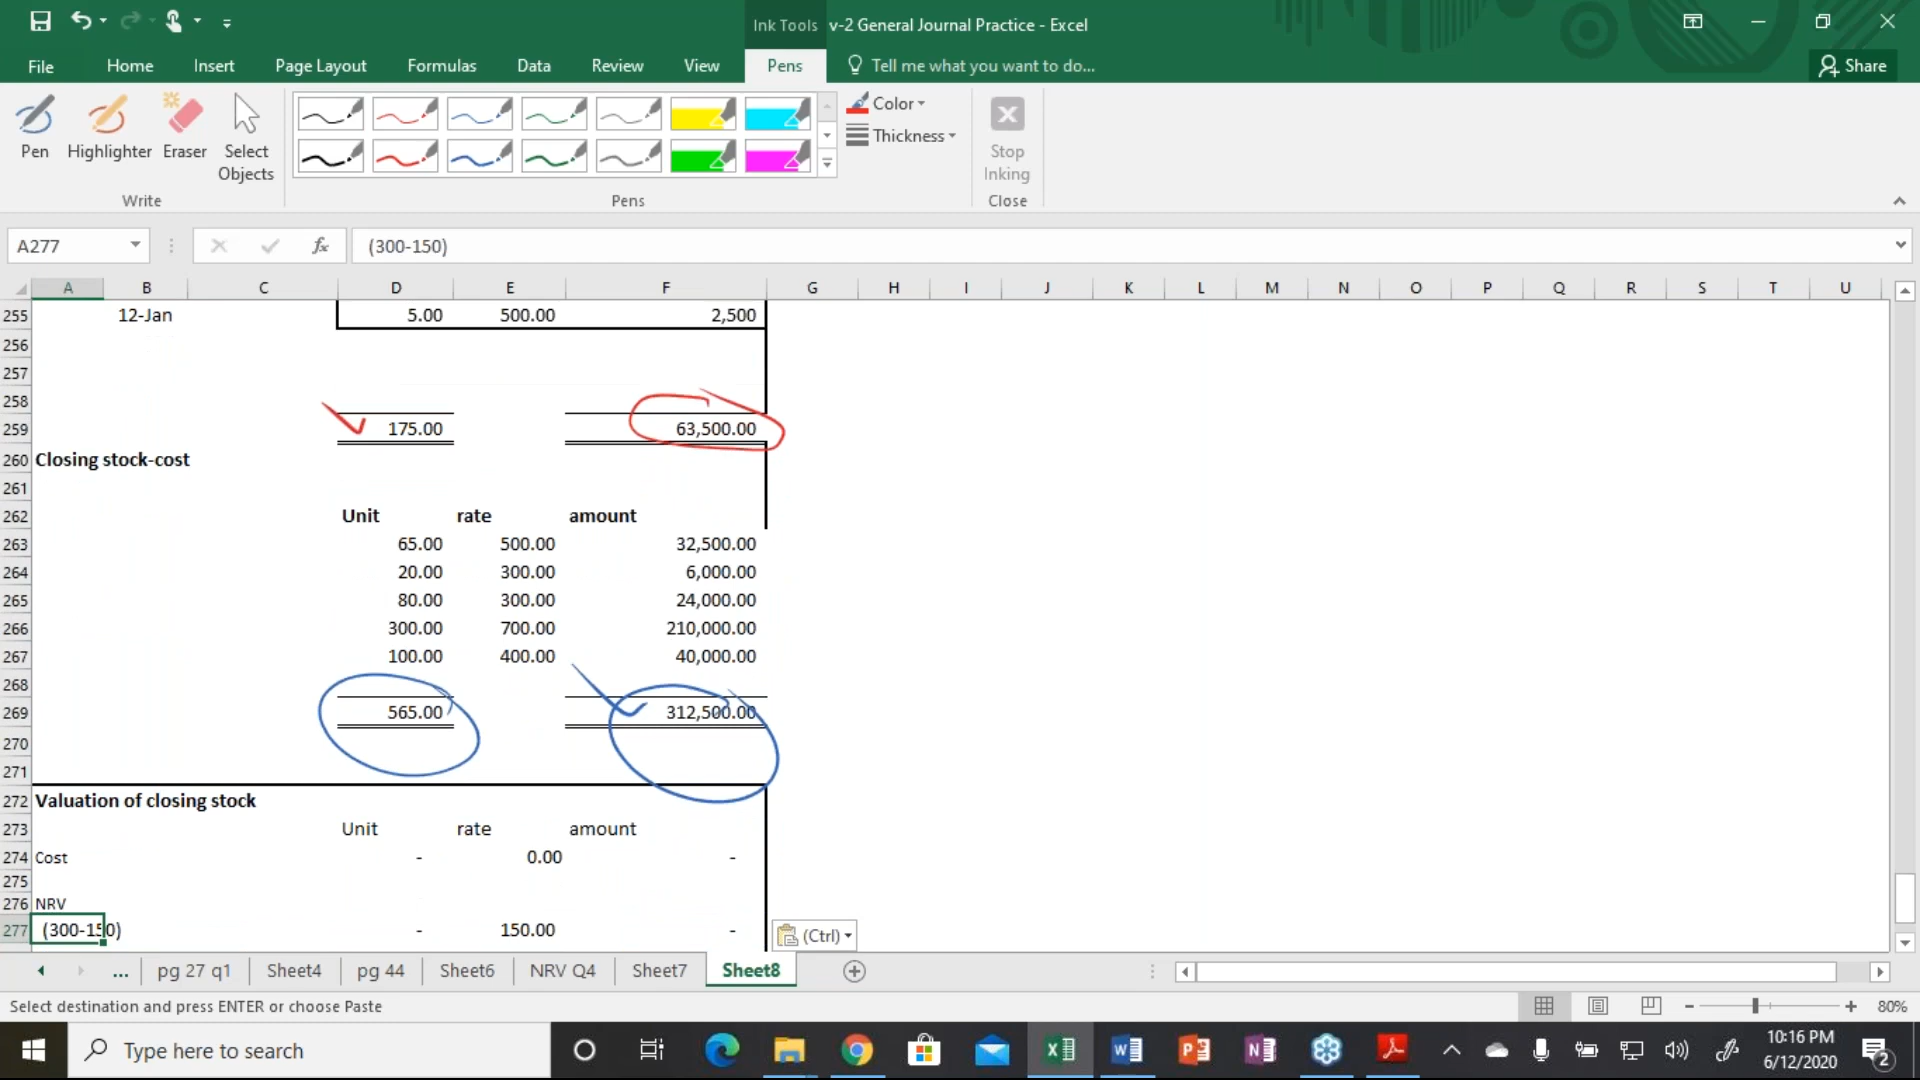 Ink Tools v-2 General Journal Practice - Excel
File Home Insert Page Layout Formulas Data Review View Pens Tell me what you want to do... Share
Color
Thickness
Pen Highlighter Eraser Select Objects Stop Inking
Write Pens Close
A277 fx (300-150)
A B C D E F G H I J K L M N O P Q R S T U
255 12-Jan 5.00 500.00 2,500
256
257
258
259 175.00 63,500.00
260 Closing stock-cost
261
262 Unit rate amount
263 65.00 500.00 32,500.00
264 20.00 300.00 6,000.00
265 80.00 300.00 24,000.00
266 300.00 700.00 210,000.00
267 100.00 400.00 40,000.00
268
269 565.00 312,500.00
270
271
272 Valuation of closing stock
273 Unit rate amount
274 Cost - 0.00 -
275
276 NRV
277 (300-150) - 150.00 - (Ctrl)
... pg 27 q1 Sheet4 pg 44 Sheet6 NRV Q4 Sheet7 Sheet8
Select destination and press ENTER or choose Paste 80%
Type here to search 10:16 PM
6/12/2020 2